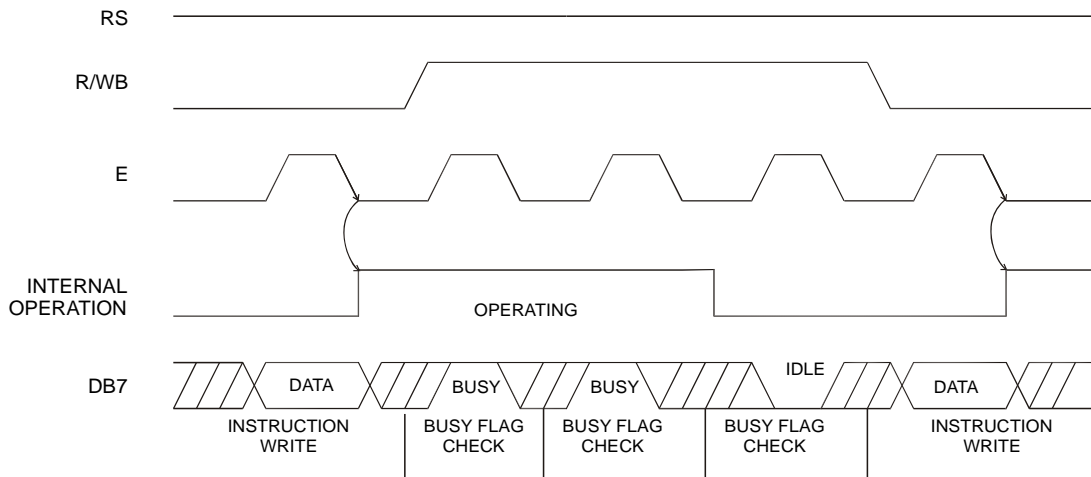 RS
R/WB
E
INTERNAL
OPERATION
OPERATING
DB7
DATA
BUSY
BUSY
IDLE
DATA
INSTRUCTION
WRITE
BUSY FLAG
CHECK
BUSY FLAG
CHECK
BUSY FLAG
CHECK
INSTRUCTION
WRITE